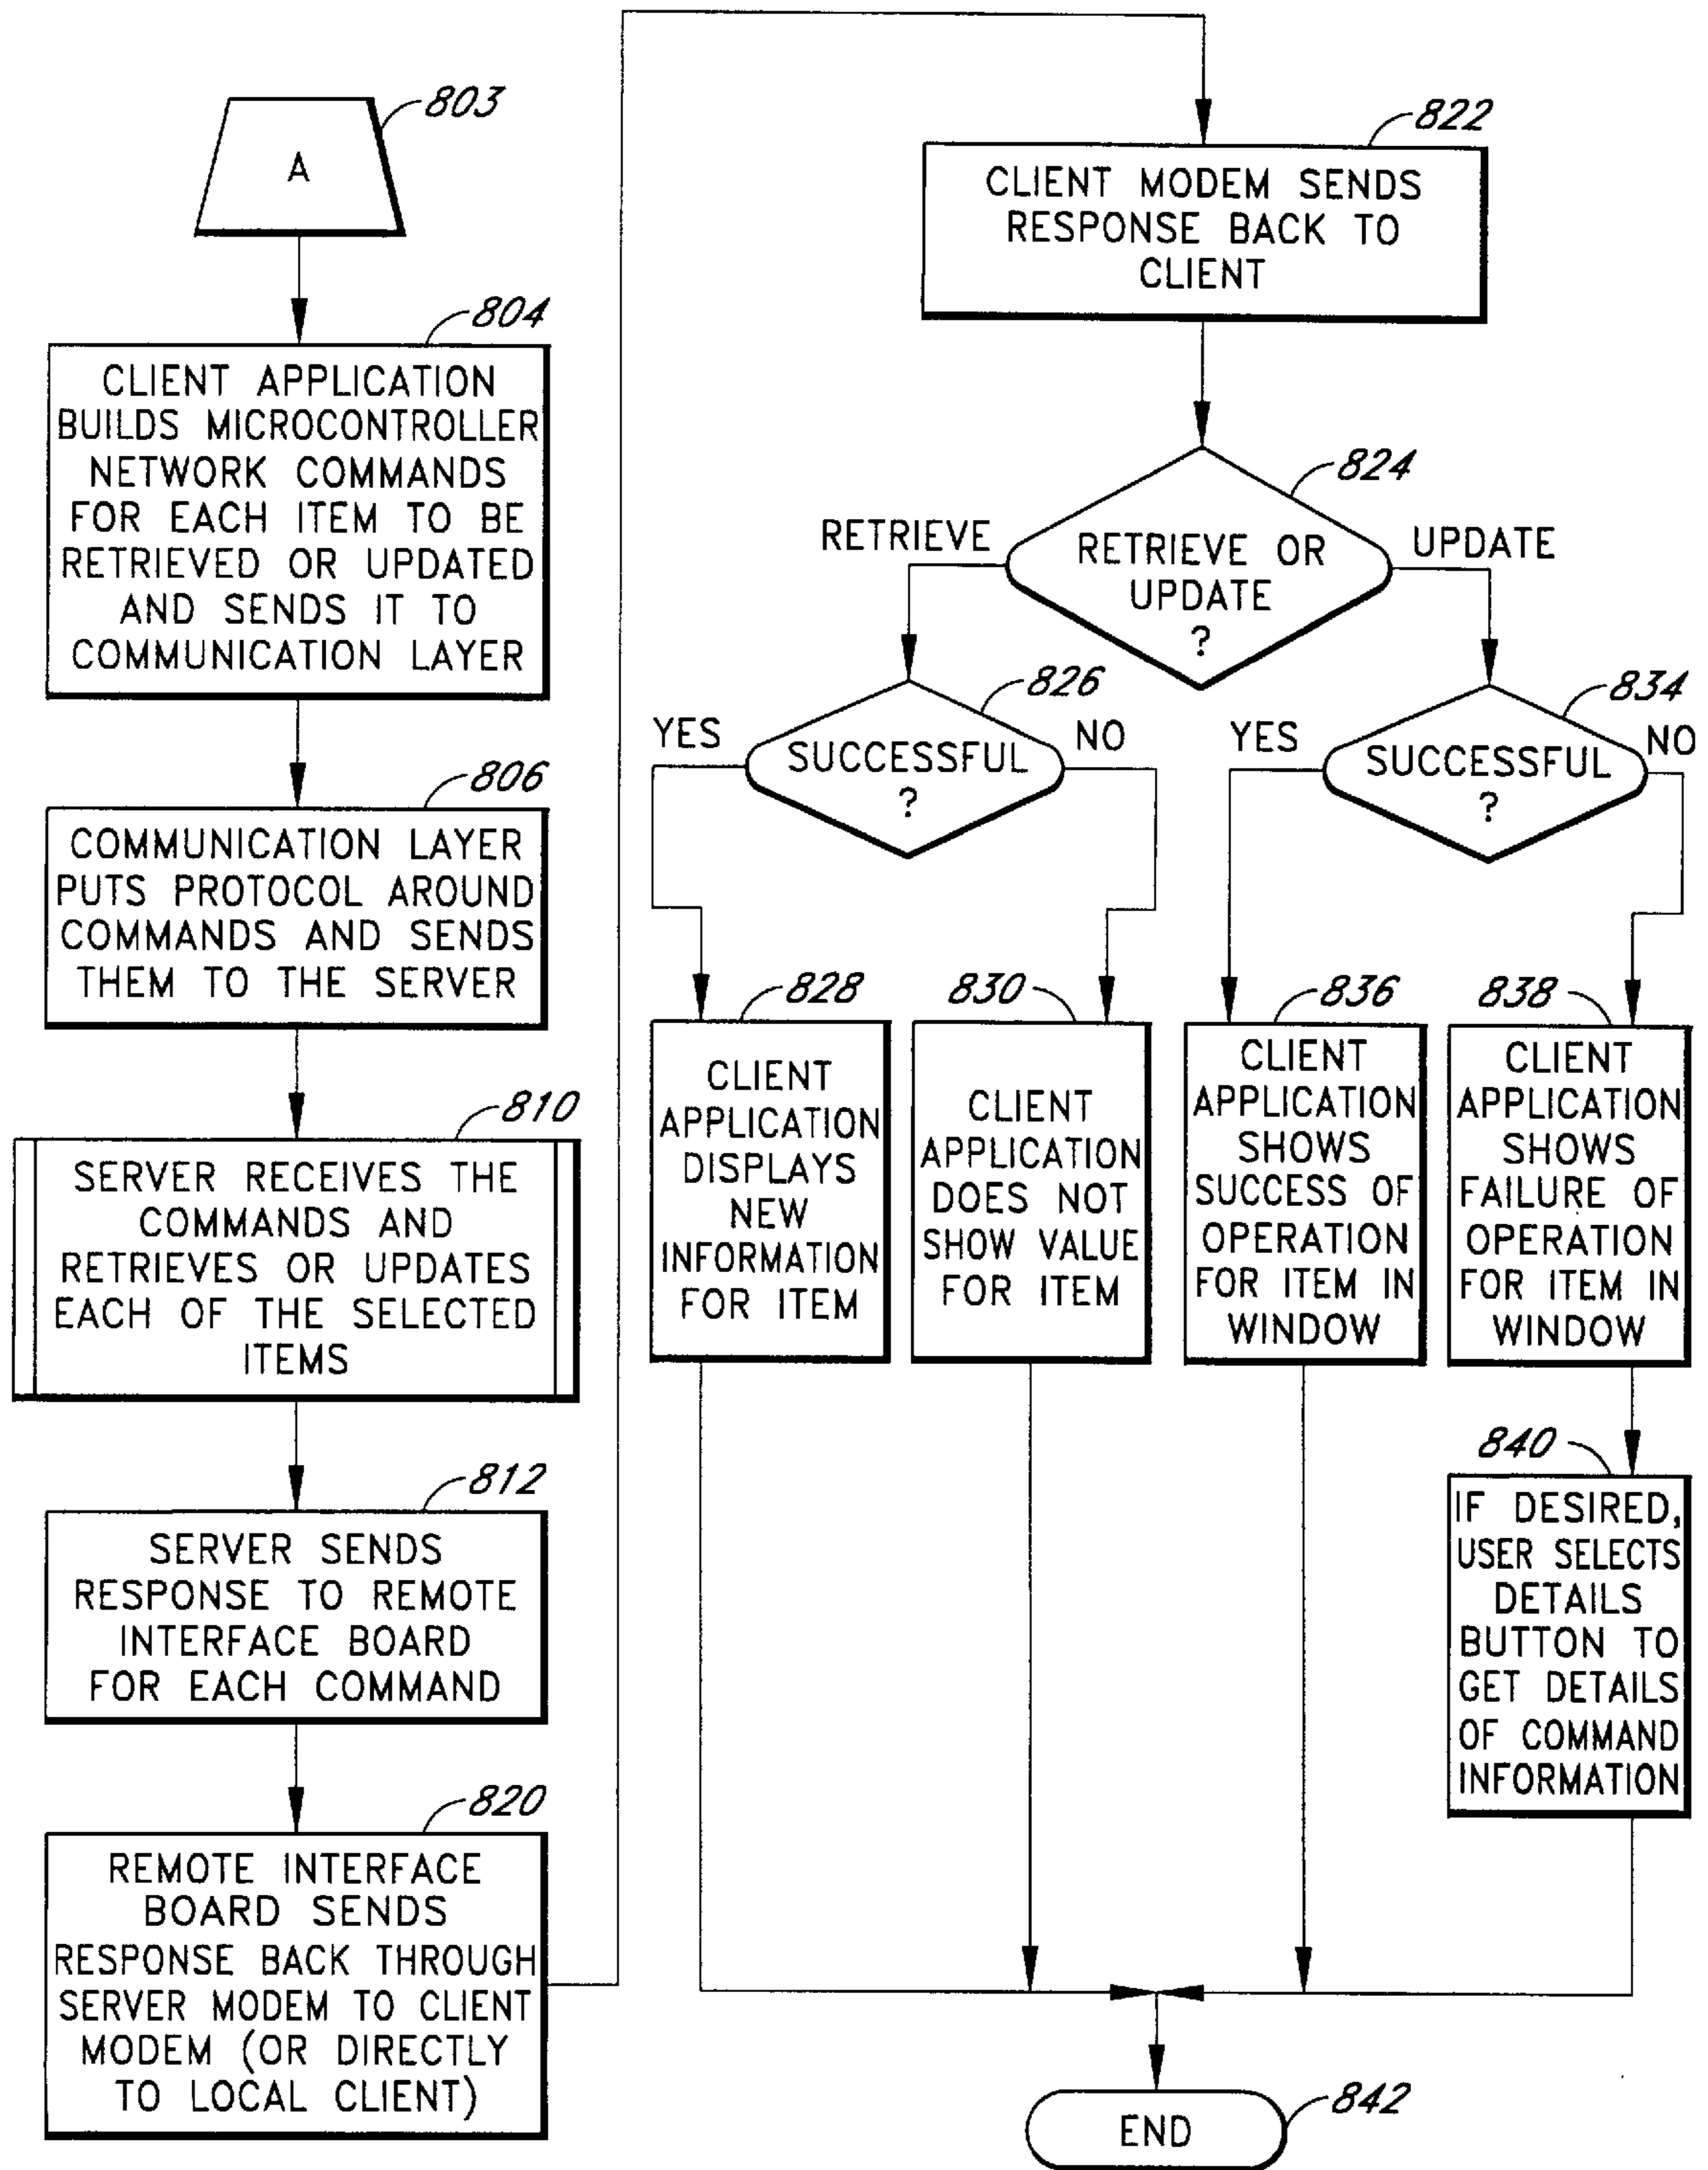 803
A
804
CLIENT APPLICATION
BUILDS MICROCONTROLLER
NETWORK COMMANDS
FOR EACH ITEM TO BE
RETRIEVED OR UPDATED
AND SENDS IT TO
COMMUNICATION LAYER
806
COMMUNICATION LAYER
PUTS PROTOCOL AROUND
COMMANDS AND SENDS
THEM TO THE SERVER
810
SERVER RECEIVES THE
COMMANDS AND
RETRIEVES OR UPDATES
EACH OF THE SELECTED
ITEMS
812
SERVER SENDS
RESPONSE TO REMOTE
INTERFACE BOARD
FOR EACH COMMAND
820
REMOTE INTERFACE
BOARD SENDS
RESPONSE BACK THROUGH
SERVER MODEM TO CLIENT
MODEM (OR DIRECTLY
TO LOCAL CLIENT)
822
CLIENT MODEM SENDS
RESPONSE BACK TO
CLIENT
824
RETRIEVE
RETRIEVE OR
UPDATE
?
UPDATE
826
YES
SUCCESSFUL
?
NO
834
YES
SUCCESSFUL
?
NO
828
CLIENT
APPLICATION
DISPLAYS
NEW
INFORMATION
FOR ITEM
830
CLIENT
APPLICATION
DOES NOT
SHOW VALUE
FOR ITEM
836
CLIENT
APPLICATION
SHOWS
SUCCESS OF
OPERATION
FOR ITEM IN
WINDOW
838
CLIENT
APPLICATION
SHOWS
FAILURE OF
OPERATION
FOR ITEM IN
WINDOW
840
IF DESIRED,
USER SELECTS
DETAILS
BUTTON TO
GET DETAILS
OF COMMAND
INFORMATION
842
END